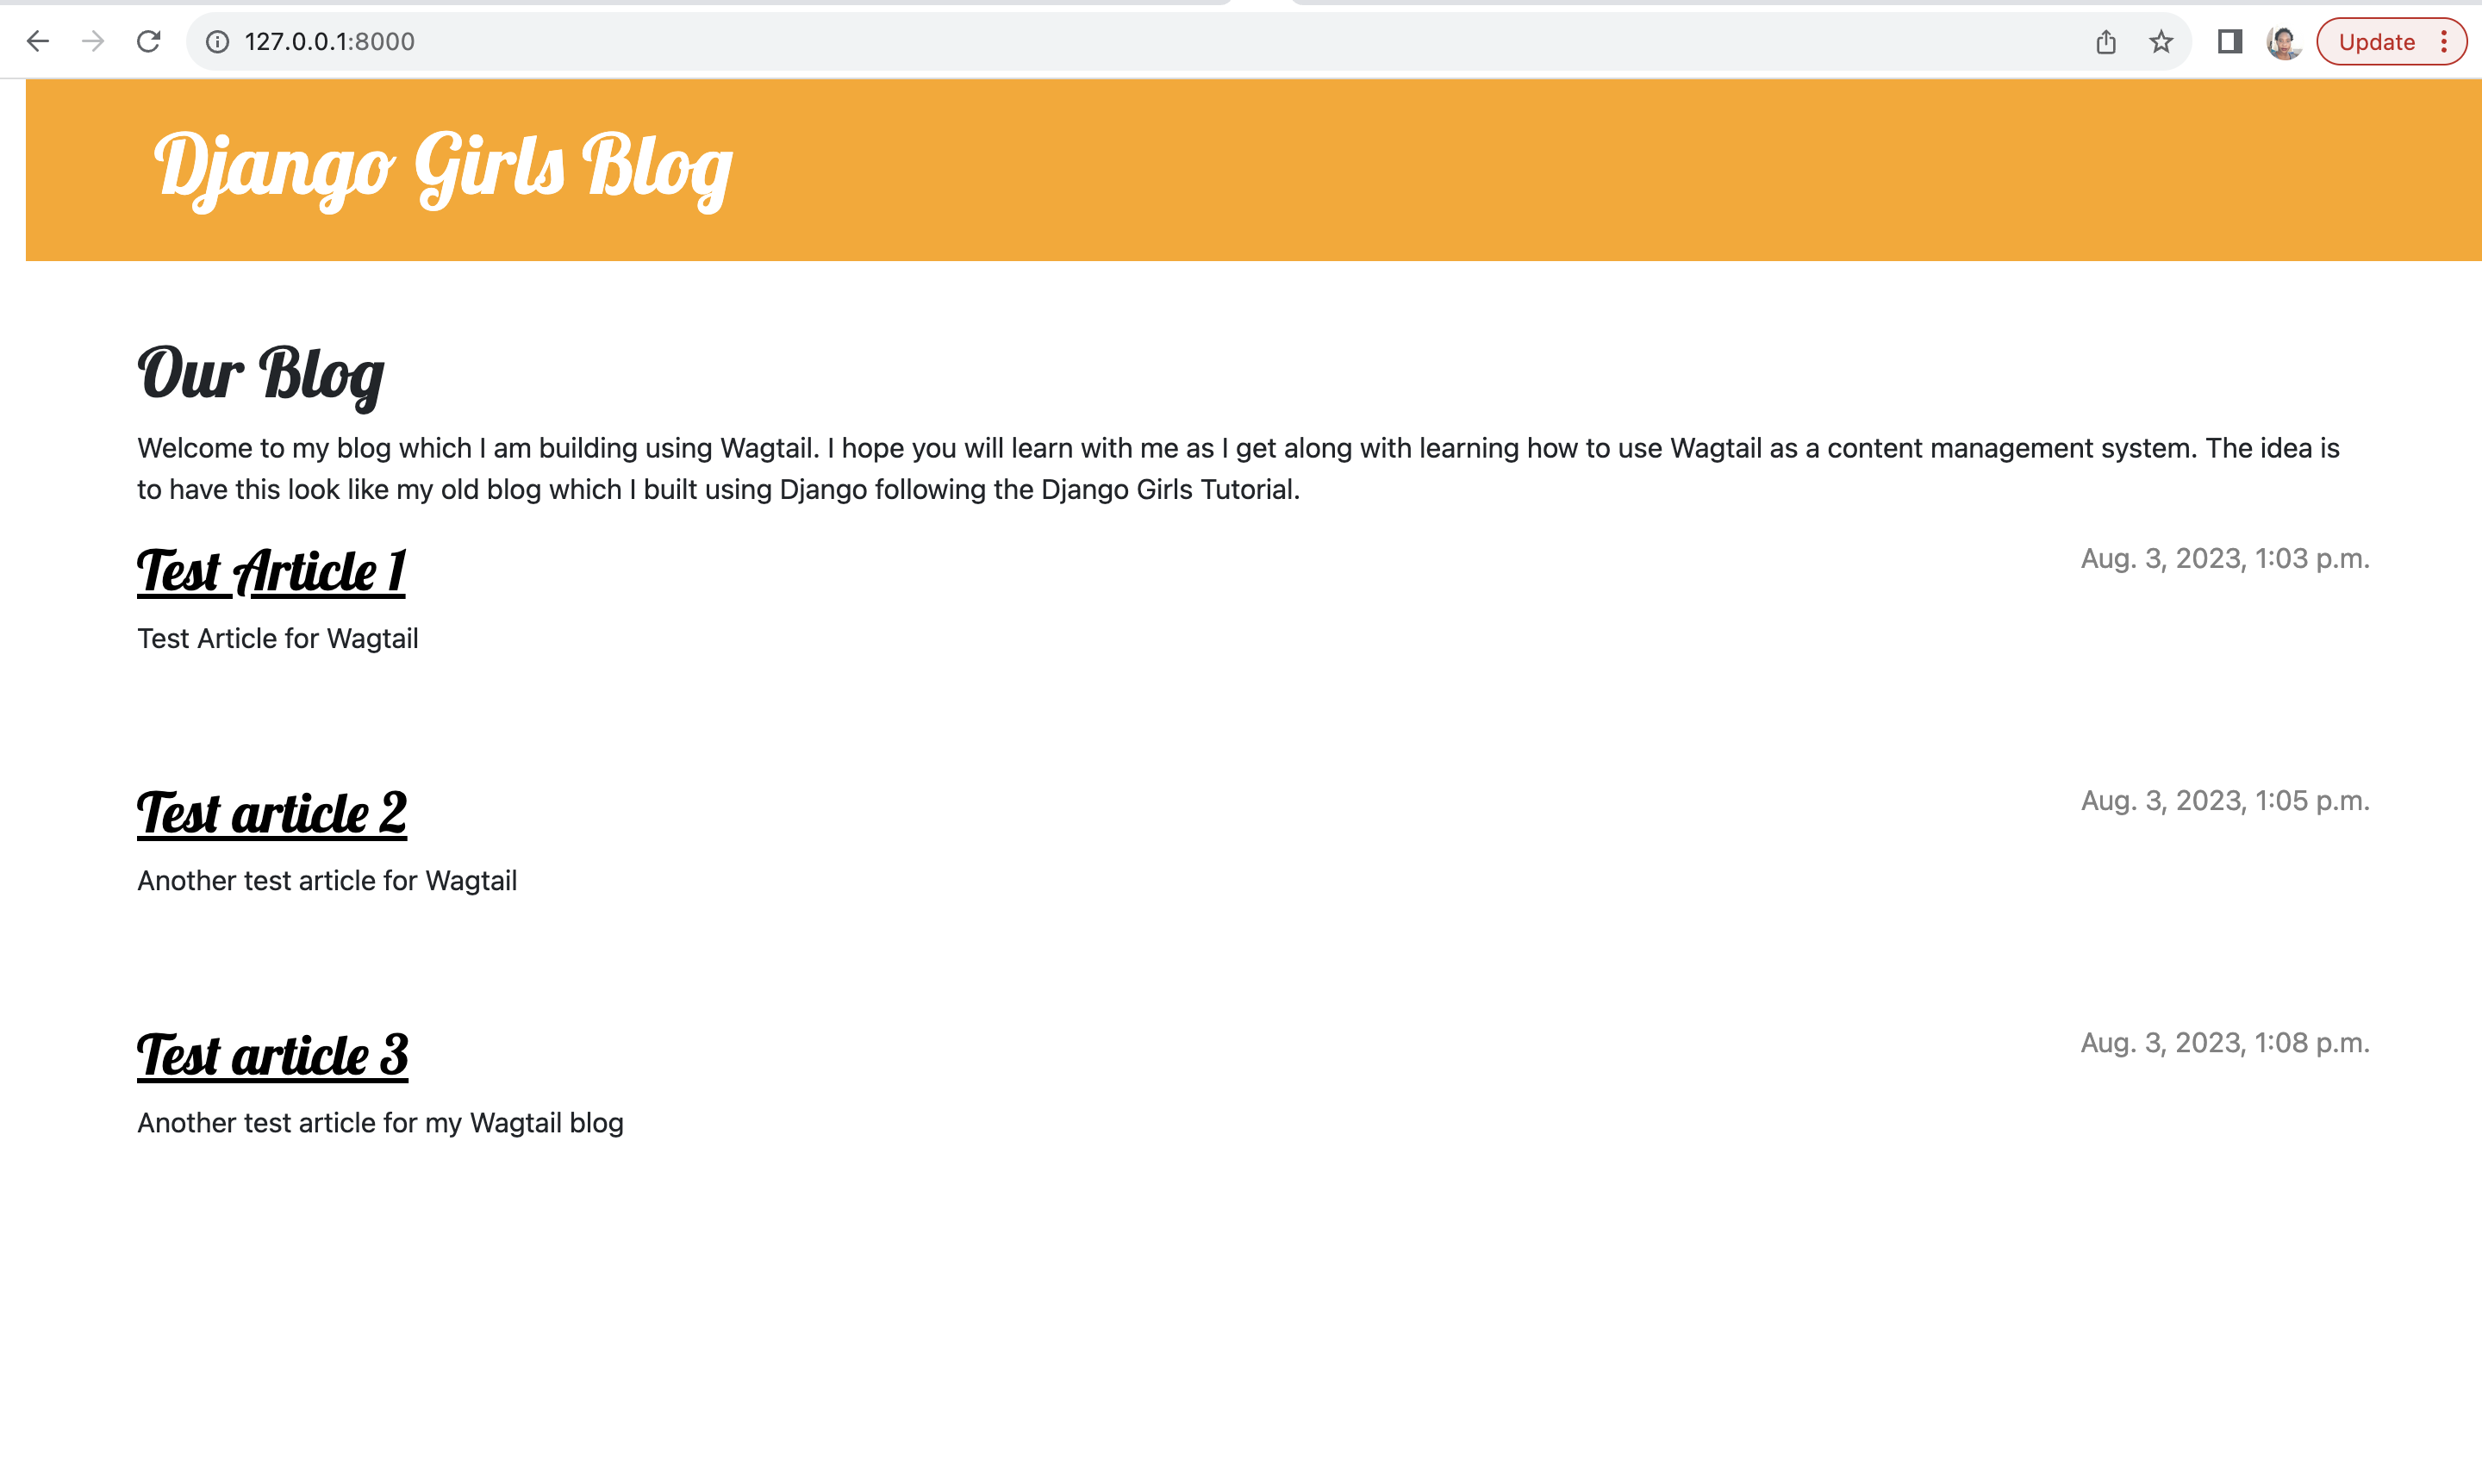 127.0.0.1:8000
Update
Django Girls Blog
Our Blog
Welcome to my blog which I am building using Wagtail. I hope you will learn with me as I get along with learning how to use Wagtail as a content management system. The idea is
to have this look like my old blog which I built using Django following the Django Girls Tutorial.
Test Article 1
Aug. 3, 2023, 1:03 p.m.
Test Article for Wagtail
Test article 2
Aug. 3, 2023, 1:05 p.m.
Another test article for Wagtail
Test article 3
Aug. 3, 2023, 1:08 p.m.
Another test article for my Wagtail blog